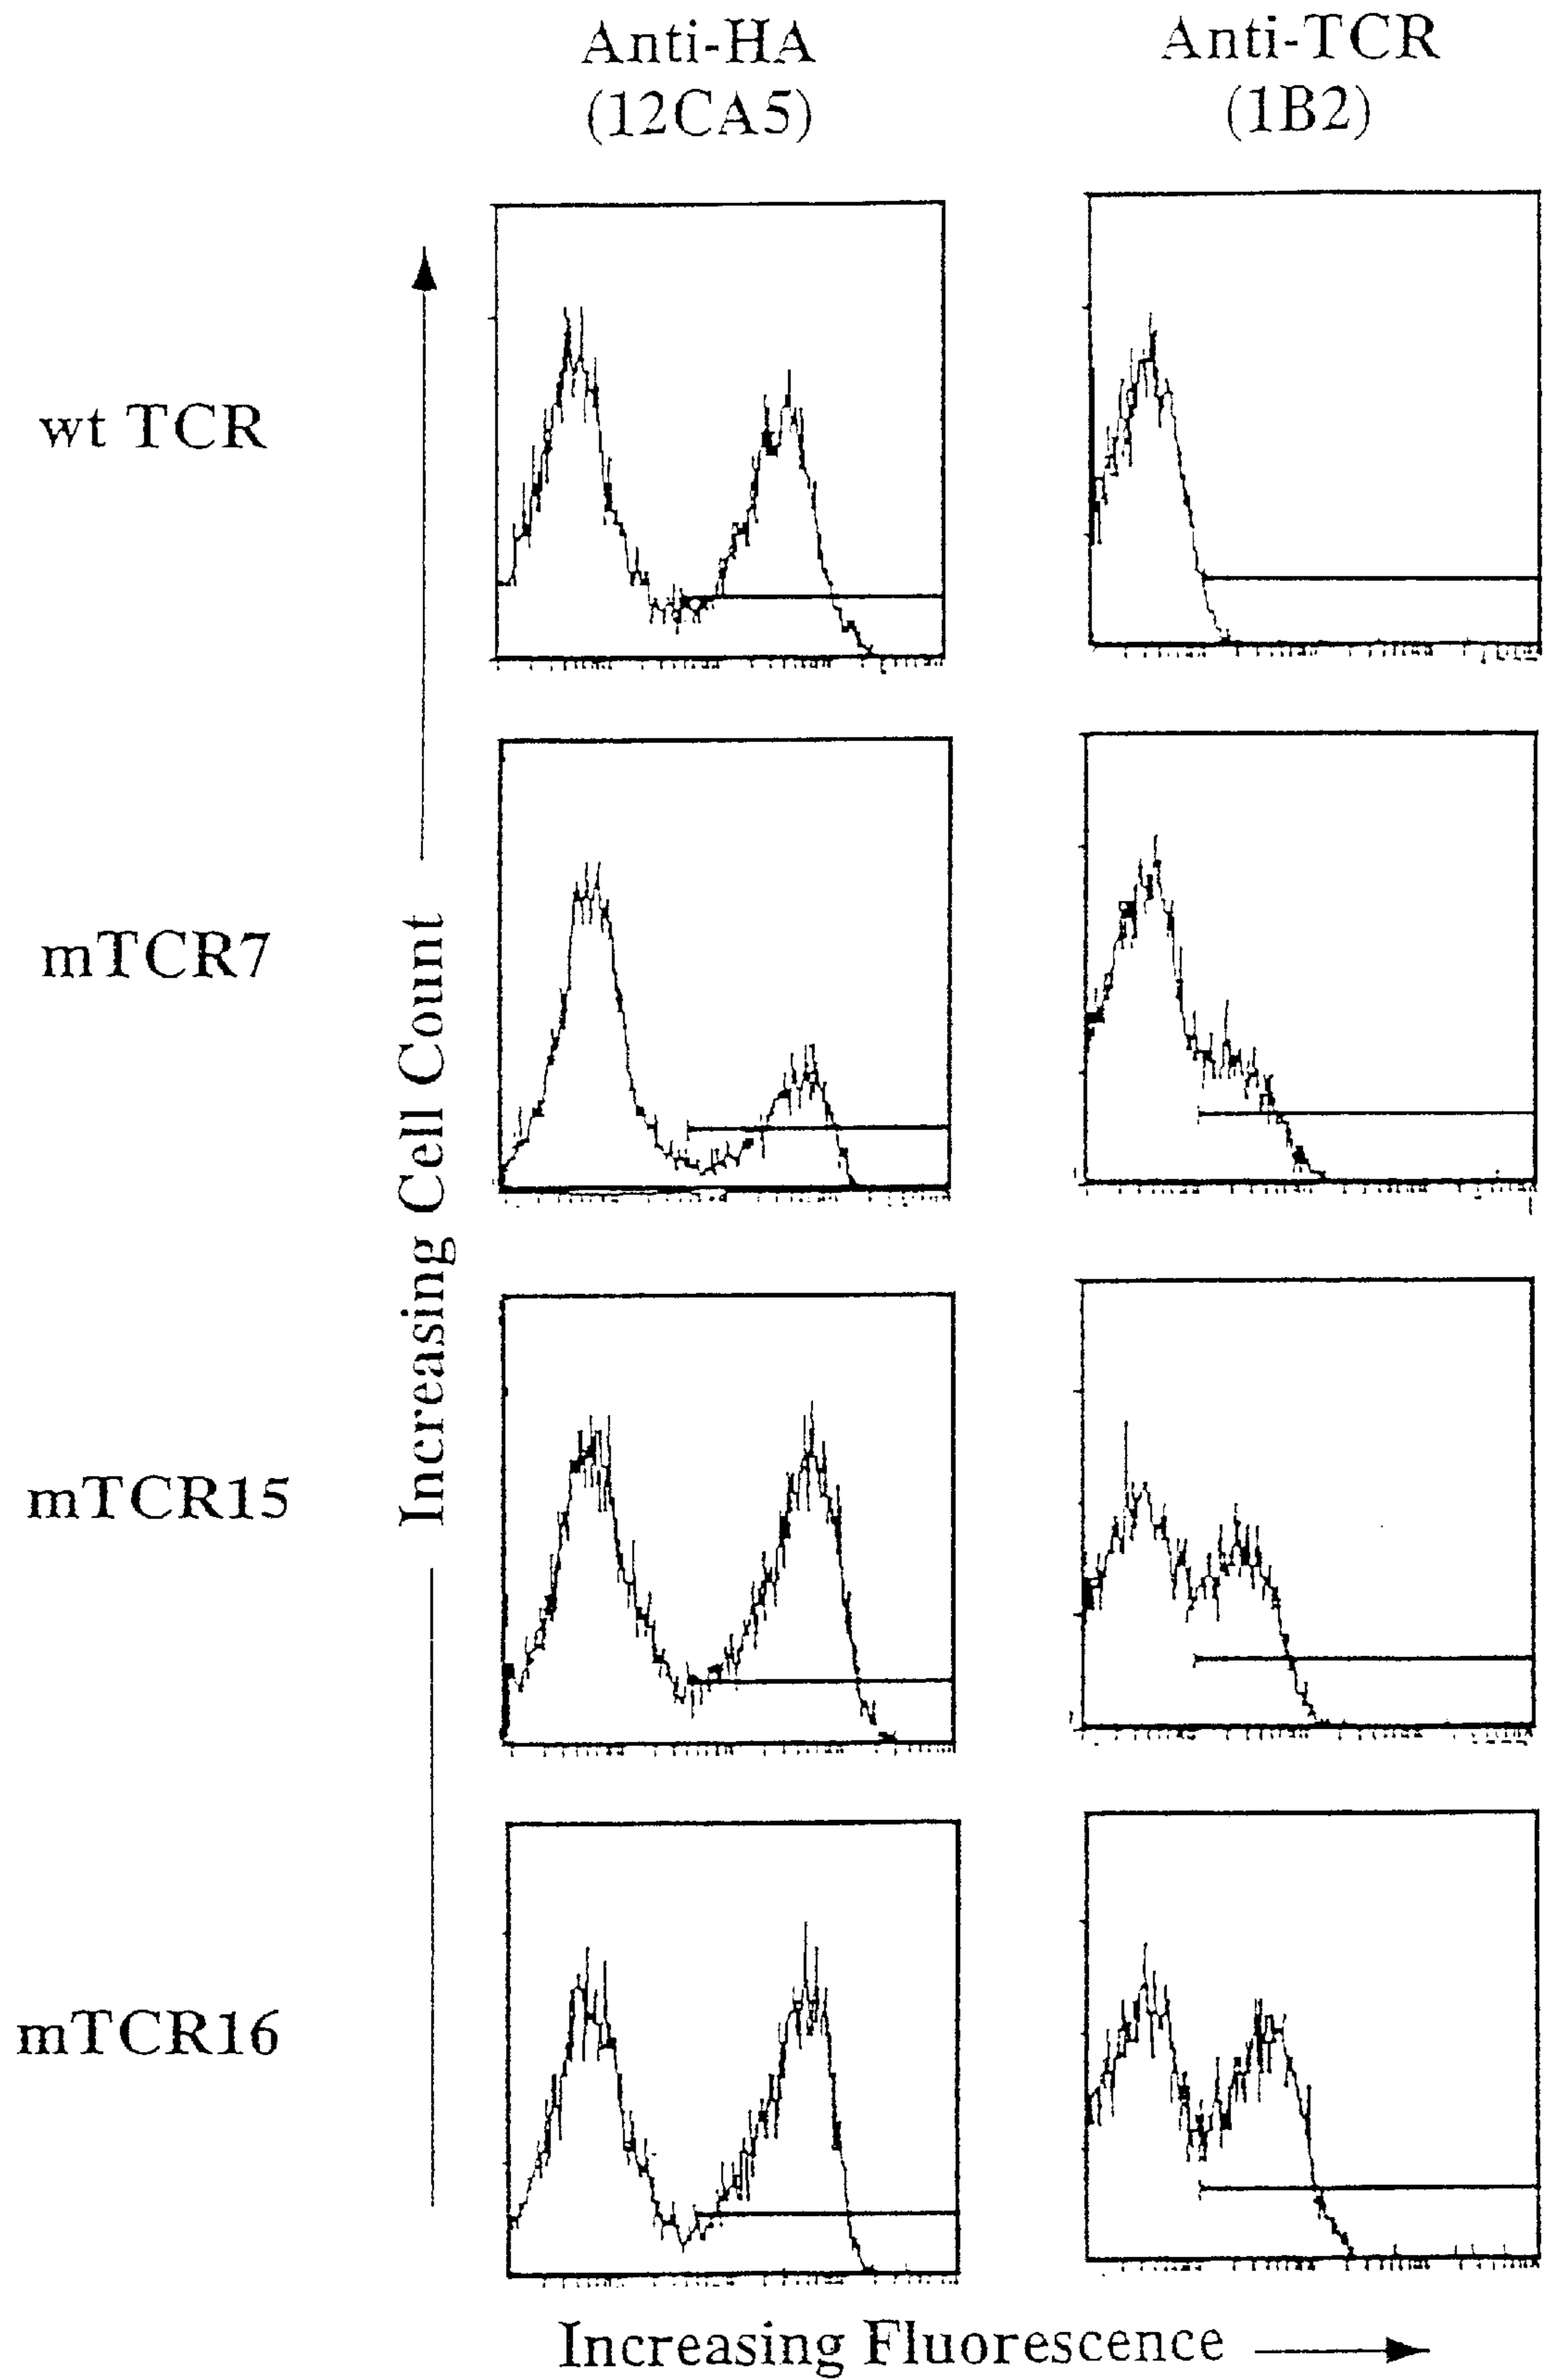 Anti-HA
(12CA5)
Anti-TCR
(1B2)
wt TCR
mTCR7
mTCR15
mTCR16
Increasing Cell Count
Increasing Fluorescence